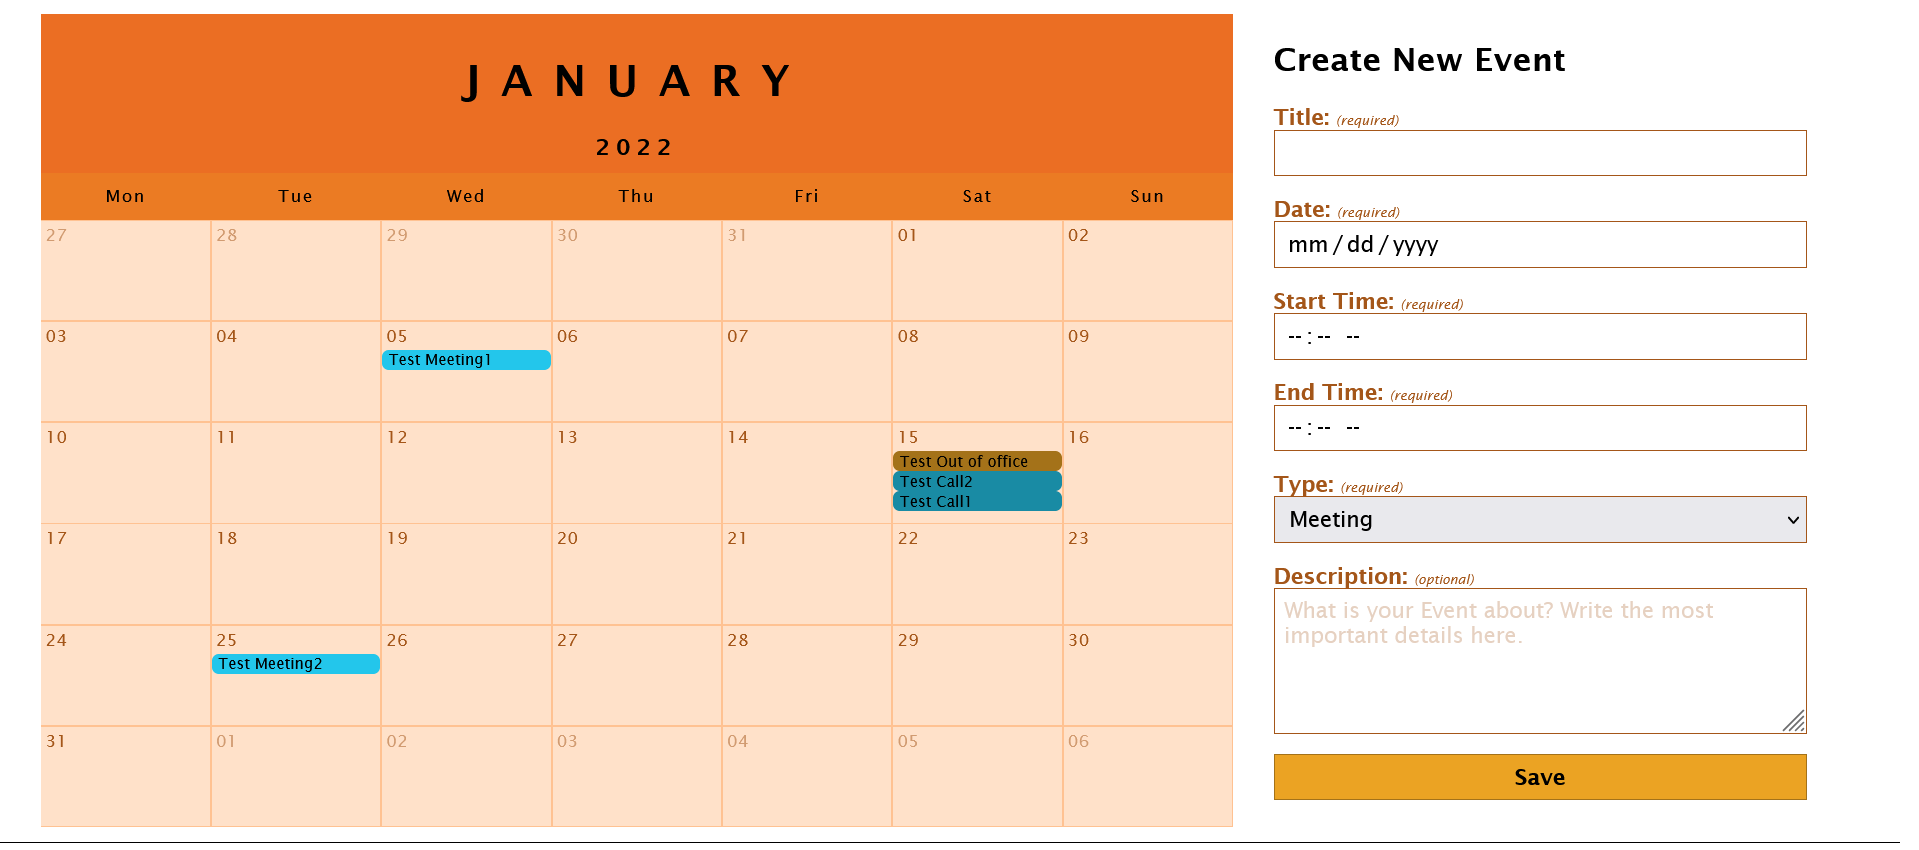 JANUARY
2022
Mon Tue Wed Thu Fri Sat Sun
27 28 29 30 31 01 02
03 04 05 06 07 08 09
Test Meeting1
10 11 12 13 14 15 16
Test Out of office
Test Call2
Test Call1
17 18 19 20 21 22 23
24 25 26 27 28 29 30
Test Meeting2
31 01 02 03 04 05 06
Create New Event
Title: (required)
Date: (required)
mm/dd/yyyy
Start Time: (required)
--:-- --
End Time: (required)
--:-- --
Type: (required)
Meeting
Description: (optional)
What is your Event about? Write the most
important details here.
Save